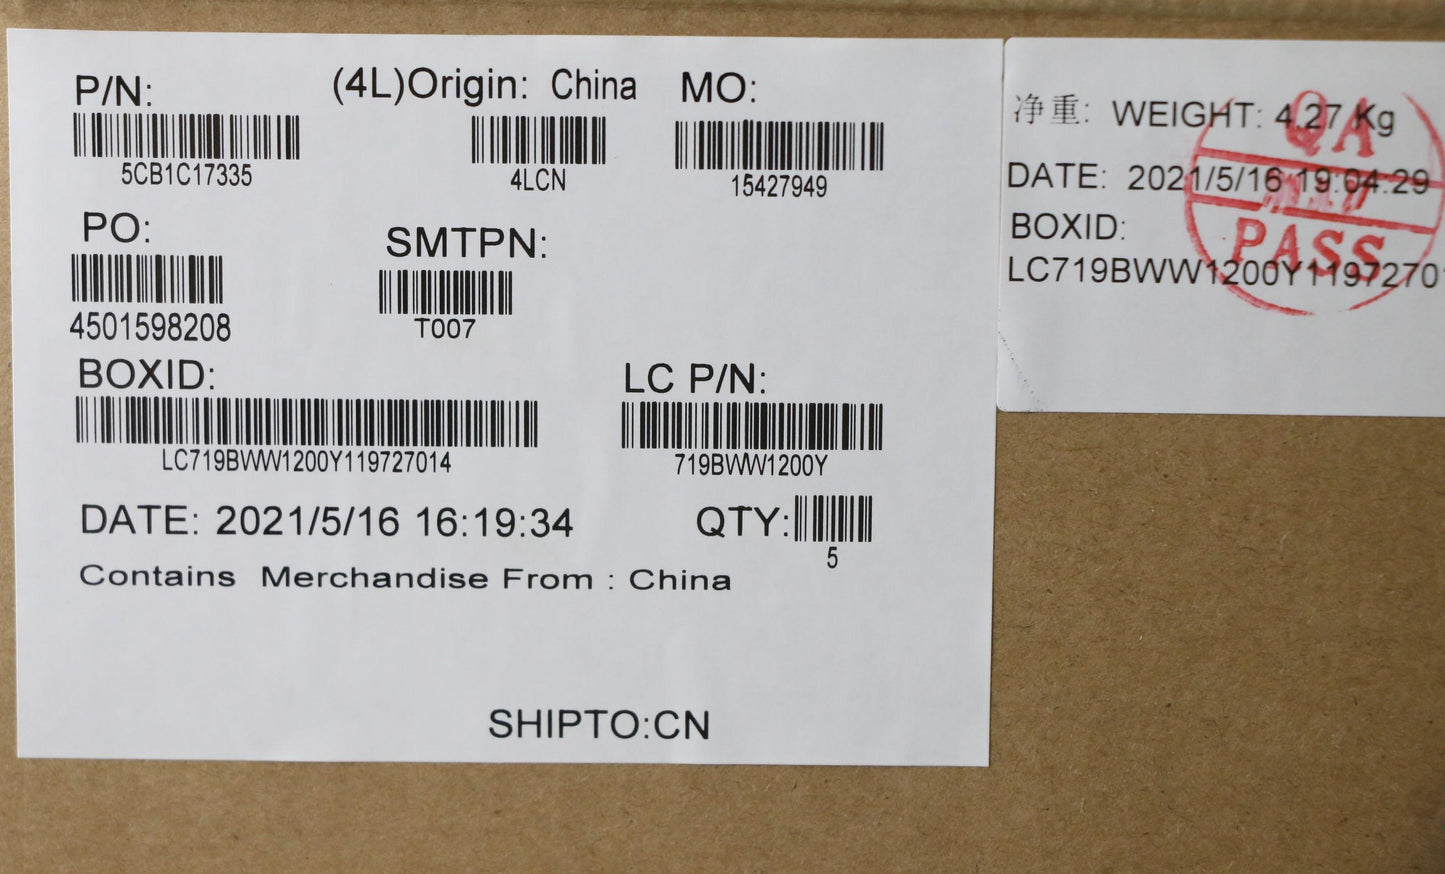 P/N:
(4L)Origin: China
MO:
5CB1C17335
4LCN
15427949
PO:
SMTPN:
4501598208
T007
BOXID:
LC P/N:
LC719BWW1200Y119727014
719BWW1200Y
DATE: 2021/5/16 16:19:34
QTY:
5
Contains Merchandise From : China
SHIPTO:CN
净重: WEIGHT: 4.27 Kg
DATE: 2021/5/16 19:04:29
BOXID:
LC719BWW1200Y11972701
QA
PASS